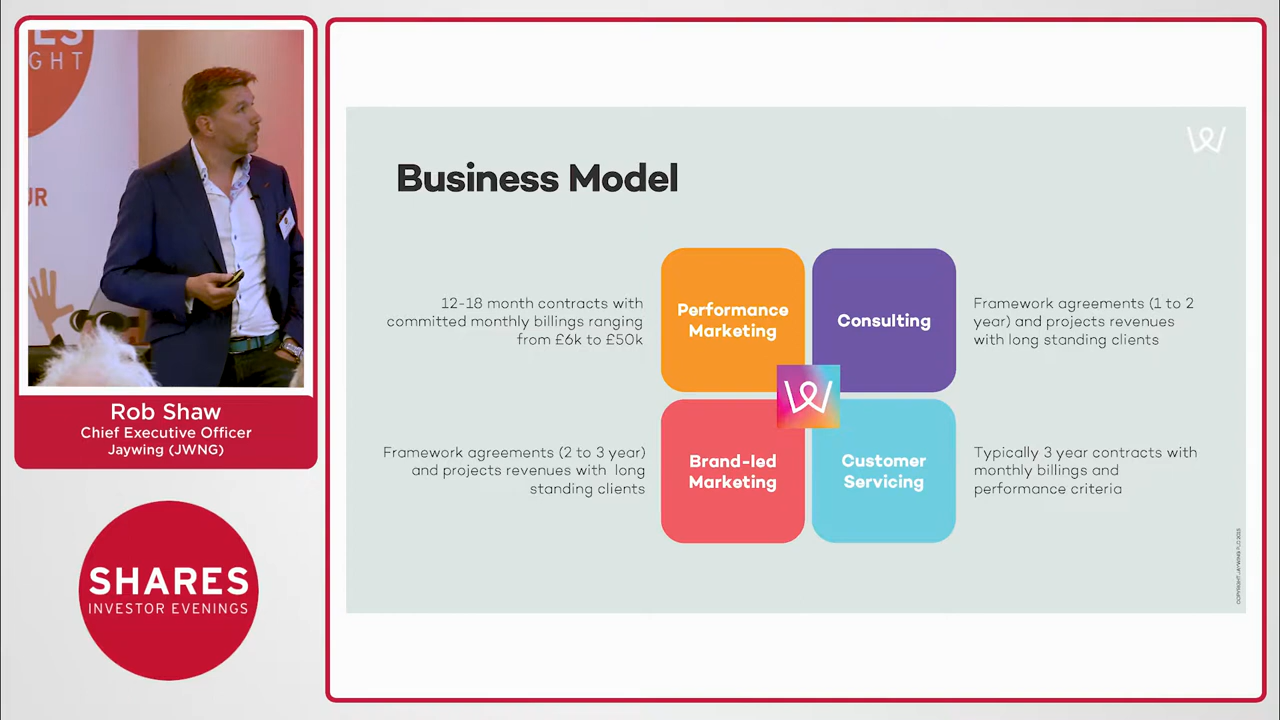 ES
GHT
UR
Rob Shaw
Chief Executive Officer
Jaywing (JWNG)
SHARES
INVESTOR EVENINGS
Business Model
12-18 month contracts with
committed monthly billings ranging
from £6k to £50k
Performance
Marketing
Consulting
Framework agreements (1 to 2
year) and projects revenues
with long standing clients
Framework agreements (2 to 3 year)
and projects revenues with long
standing clients
Brand-led
Marketing
Customer
Servicing
Typically 3 year contracts with
monthly billings and
performance criteria